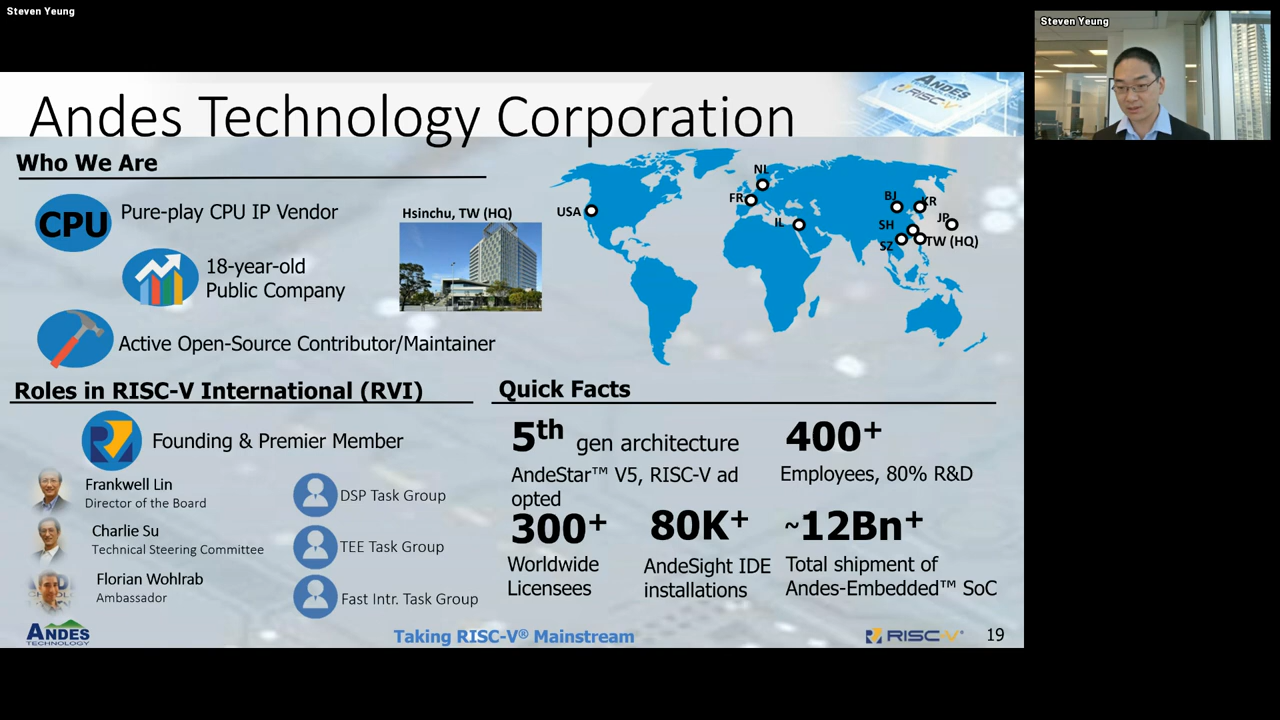 Steven Yeung
Steven Yeung
Andes Technology Corporation
ANDES
RISC-V
Who We Are
CPU
Pure-play CPU IP Vendor
18-year-old
Public Company
Active Open-Source Contributor/Maintainer
Hsinchu, TW (HQ)
USA
NL
FR
IL
BJ
KR
JP
SH
SZ
TW (HQ)
Roles in RISC-V International (RVI)
Founding & Premier Member
Frankwell Lin
Director of the Board
Charlie Su
Technical Steering Committee
Florian Wohlrab
Ambassador
DSP Task Group
TEE Task Group
Fast Intr. Task Group
Quick Facts
5th gen architecture
AndeStar™ V5, RISC-V ad
opted
400+
Employees, 80% R&D
300+
Worldwide
Licensees
80K+
AndeSight IDE
installations
~12Bn+
Total shipment of
Andes-Embedded™ SoC
ANDES
TECHNOLOGY
Taking RISC-V® Mainstream
RISC-V®
19